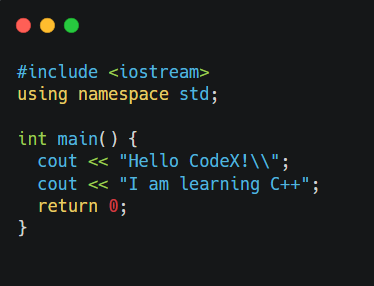 #include <iostream>
using namespace std;

int main() {
  cout << "Hello CodeX!\\";
  cout << "I am learning C++";
  return 0;
}